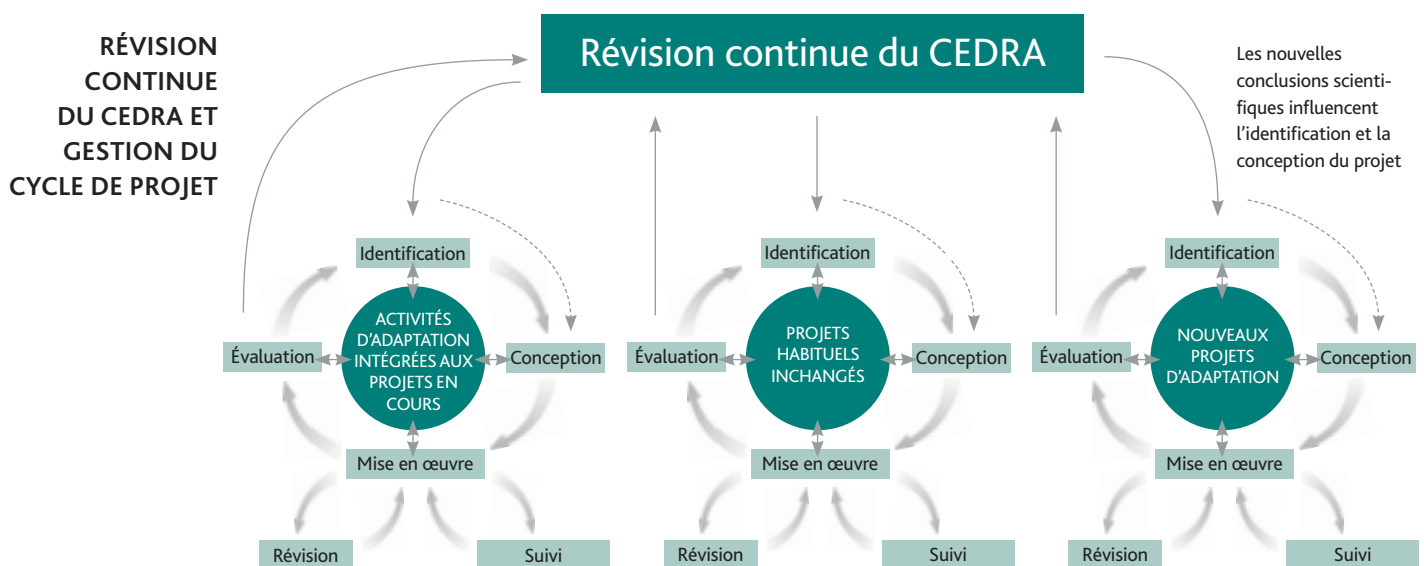 RÉVISION
CONTINUE
DU CEDRA ET
GESTION DU
CYCLE DE PROJET
Révision continue du CEDRA
Les nouvelles
conclusions scienti-
fiques influencent
l'identification et la
conception du projet
Identification
ACTIVITÉS
D'ADAPTATION
INTÉGRÉES AUX
PROJETS EN
COURS
Évaluation
Conception
Mise en œuvre
Révision
Suivi
Identification
PROJETS
HABITUELS
INCHANGÉS
Évaluation
Conception
Mise en œuvre
Révision
Suivi
Identification
NOUVEAUX
PROJETS
D'ADAPTATION
Évaluation
Conception
Mise en œuvre
Révision
Suivi